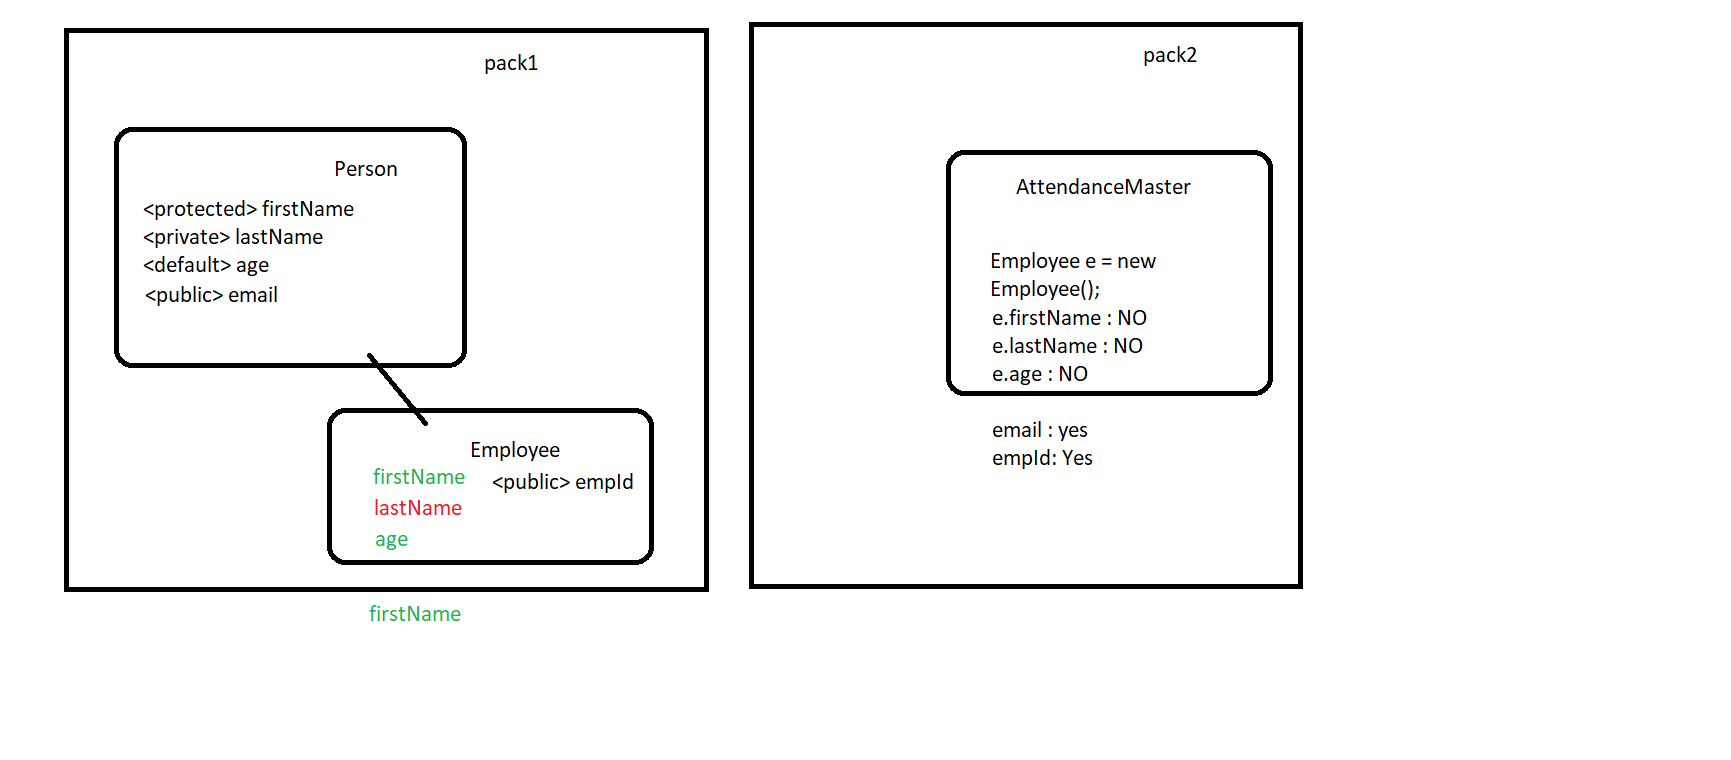 pack1
Person
<protected> firstName
<private> lastName
<default> age
<public> email
Employee
firstName
<public> empId
lastName
age
firstName
pack2
AttendanceMaster
Employee e = new
Employee();
e.firstName : NO
e.lastName : NO
e.age : NO
email : yes
empId: Yes